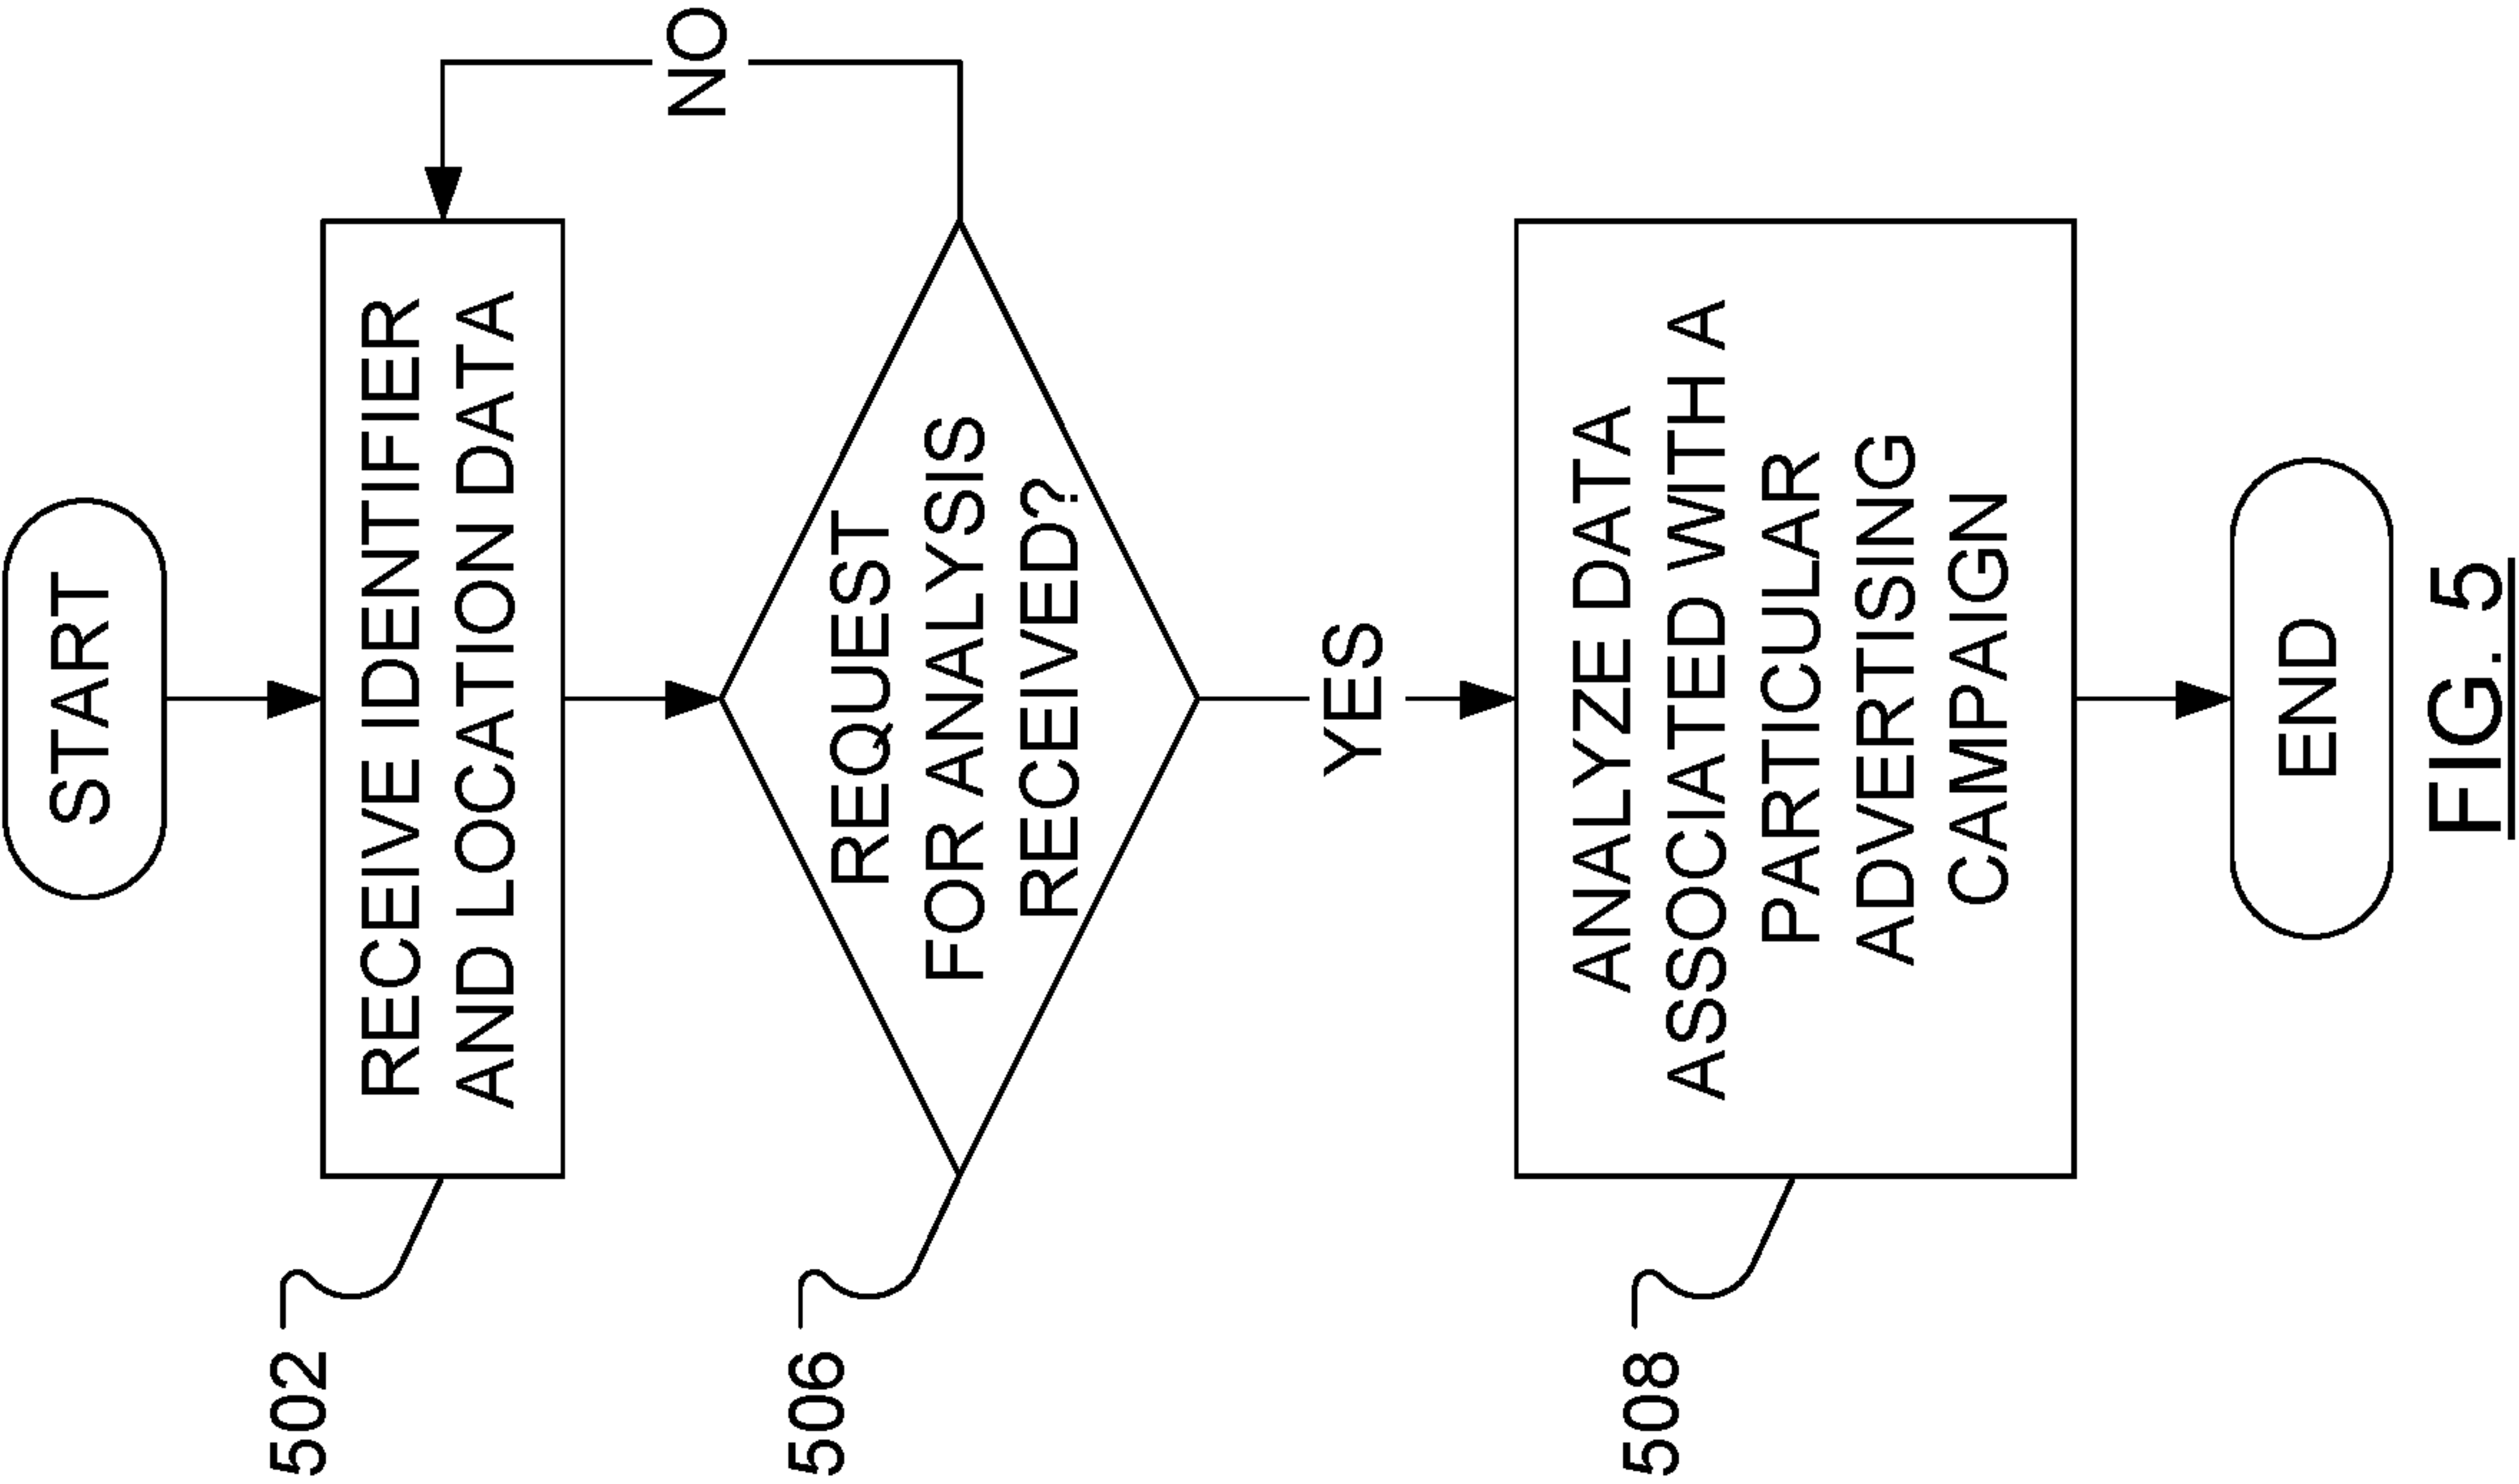 START
502
RECEIVE IDENTIFIER
AND LOCATION DATA
NO
506
REQUEST
FOR ANALYSIS
RECEIVED?
YES
508
ANALYZE DATA
ASSOCIATED WITH A
PARTICULAR
ADVERTISING
CAMPAIGN
END
FIG. 5